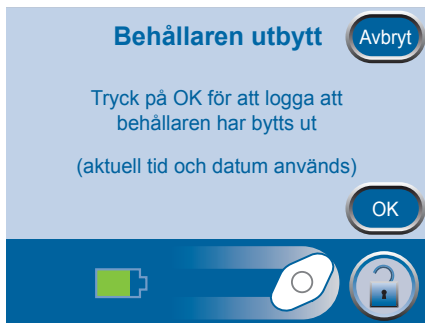 Behållaren utbytt
Avbryt
Tryck på OK för att logga att
behållaren har bytts ut
(aktuell tid och datum används)
OK